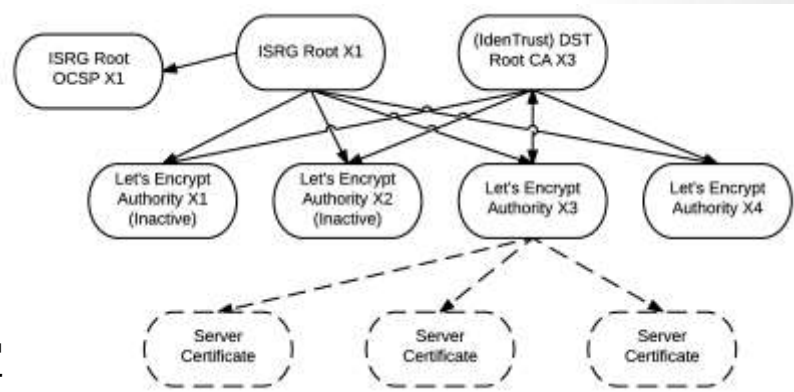 ISRG Root
OCSP X1
ISRG Root X1
(IdenTrust) DST
Root CA X3
Let's Encrypt
Authority X1
(Inactive)
Let's Encrypt
Authority X2
(Inactive)
Let's Encrypt
Authority X3
Let's Encrypt
Authority X4
Server
Certificate
Server
Certificate
Server
Certificate